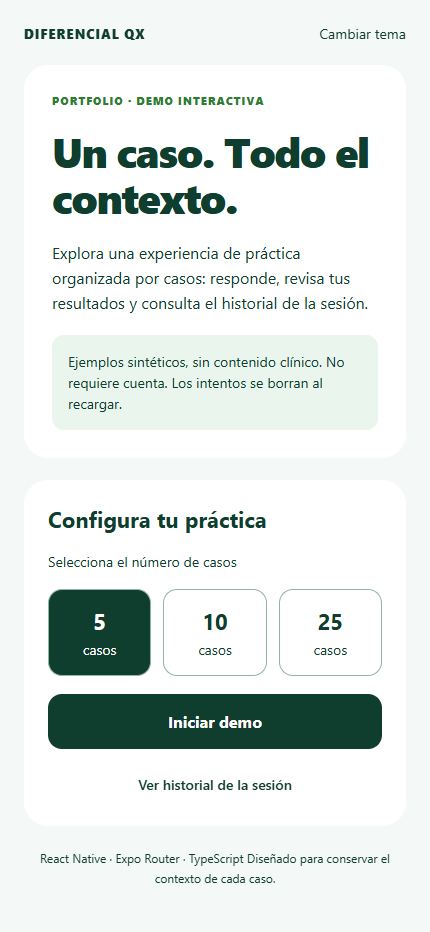 DIFERENCIAL QX
Cambiar tema
PORTFOLIO · DEMO INTERACTIVA
Un caso. Todo el
contexto.
Explora una experiencia de práctica
organizada por casos: responde, revisa tus
resultados y consulta el historial de la sesión.
Ejemplos sintéticos, sin contenido clínico. No
requiere cuenta. Los intentos se borran al
recargar.
Configura tu práctica
Selecciona el número de casos
5
casos
10
casos
25
casos
Iniciar demo
Ver historial de la sesión
React Native · Expo Router · TypeScript Diseñado para conservar el
contexto de cada caso.